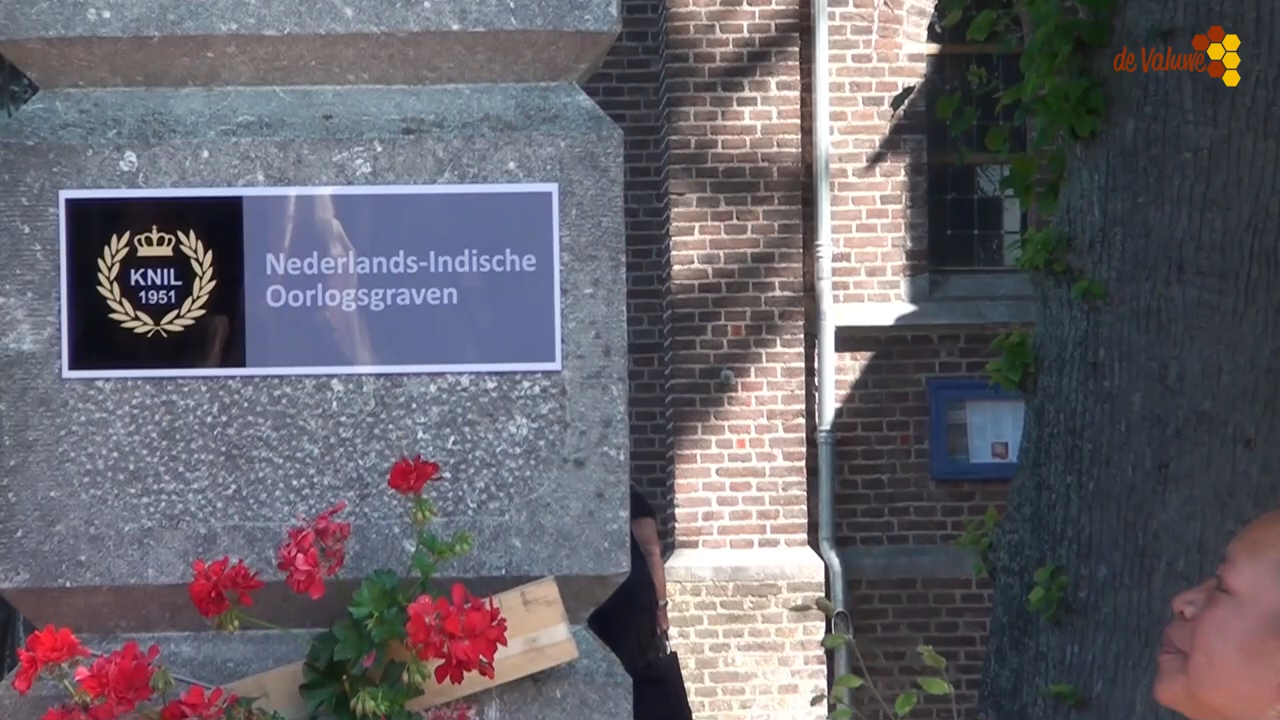 de Valuwe
KNIL
1951
Nederlands-Indische
Oorlogsgraven